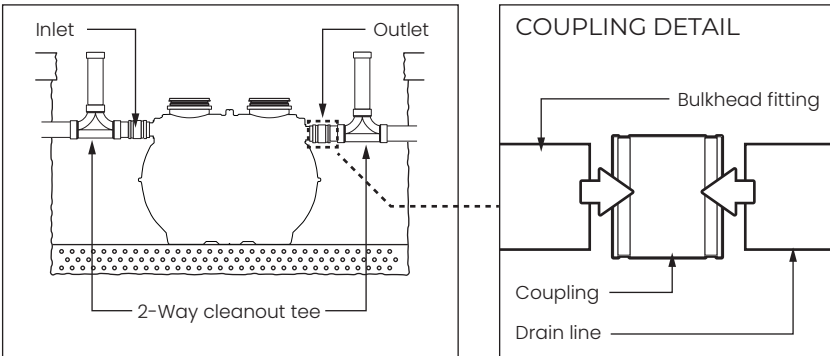 Inlet
Outlet
2-Way cleanout tee
COUPLING DETAIL
Bulkhead fitting
Coupling
Drain line